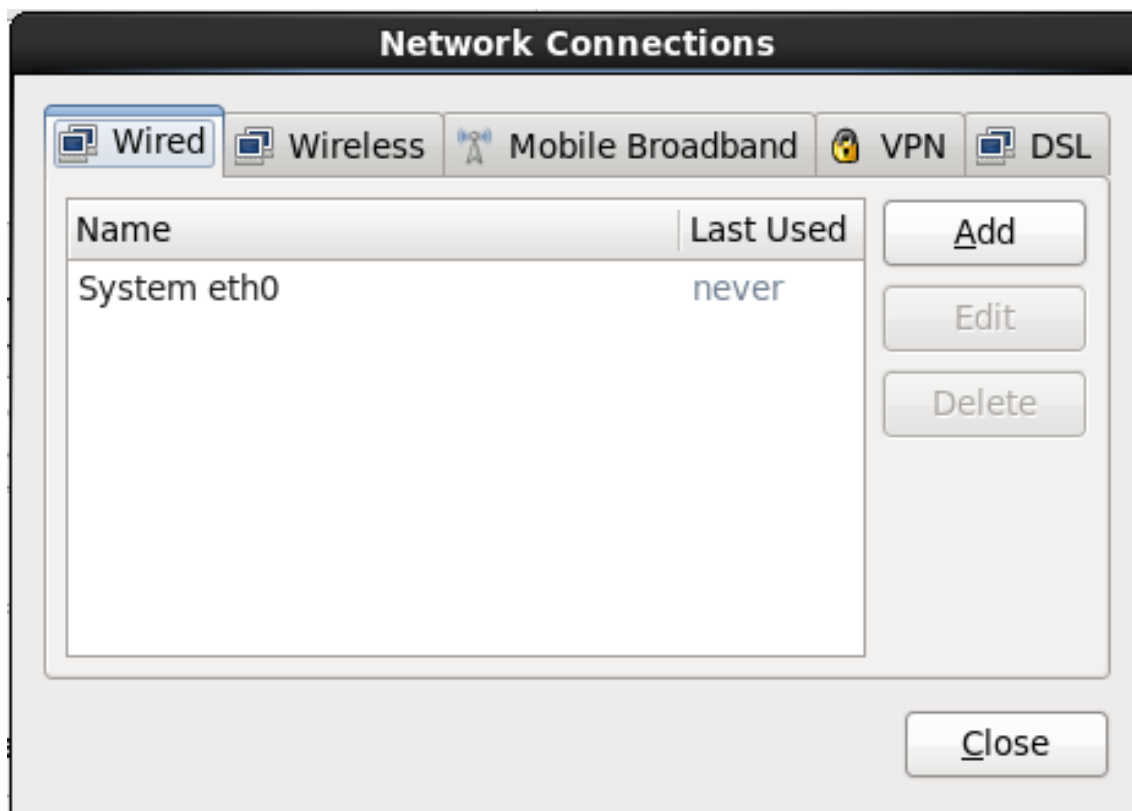 Network Connections
Wired Wireless Mobile Broadband VPN DSL
Name Last Used
System eth0 never
Add
Edit
Delete
Close